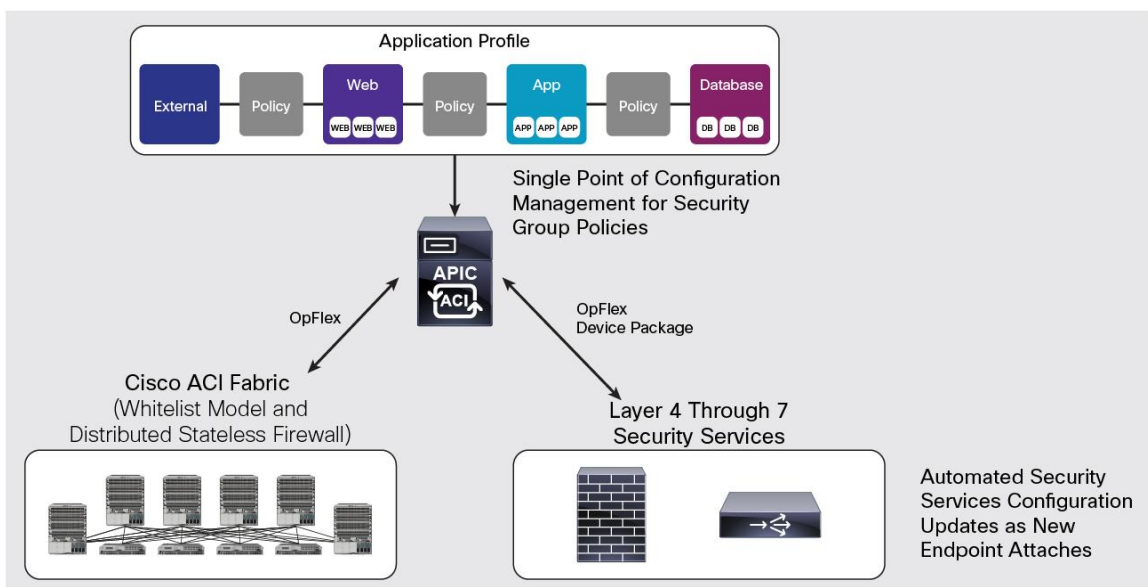 Application Profile
External
Policy
Web
WEB WEB WEB
Policy
App
APP APP APP
Policy
Database
DB DB DB
Single Point of Configuration
Management for Security
Group Policies
APIC
ACI
OpFlex
OpFlex
Device Package
Cisco ACI Fabric
(Whitelist Model and
Distributed Stateless Firewall)
Layer 4 Through 7
Security Services
Automated Security
Services Configuration
Updates as New
Endpoint Attaches